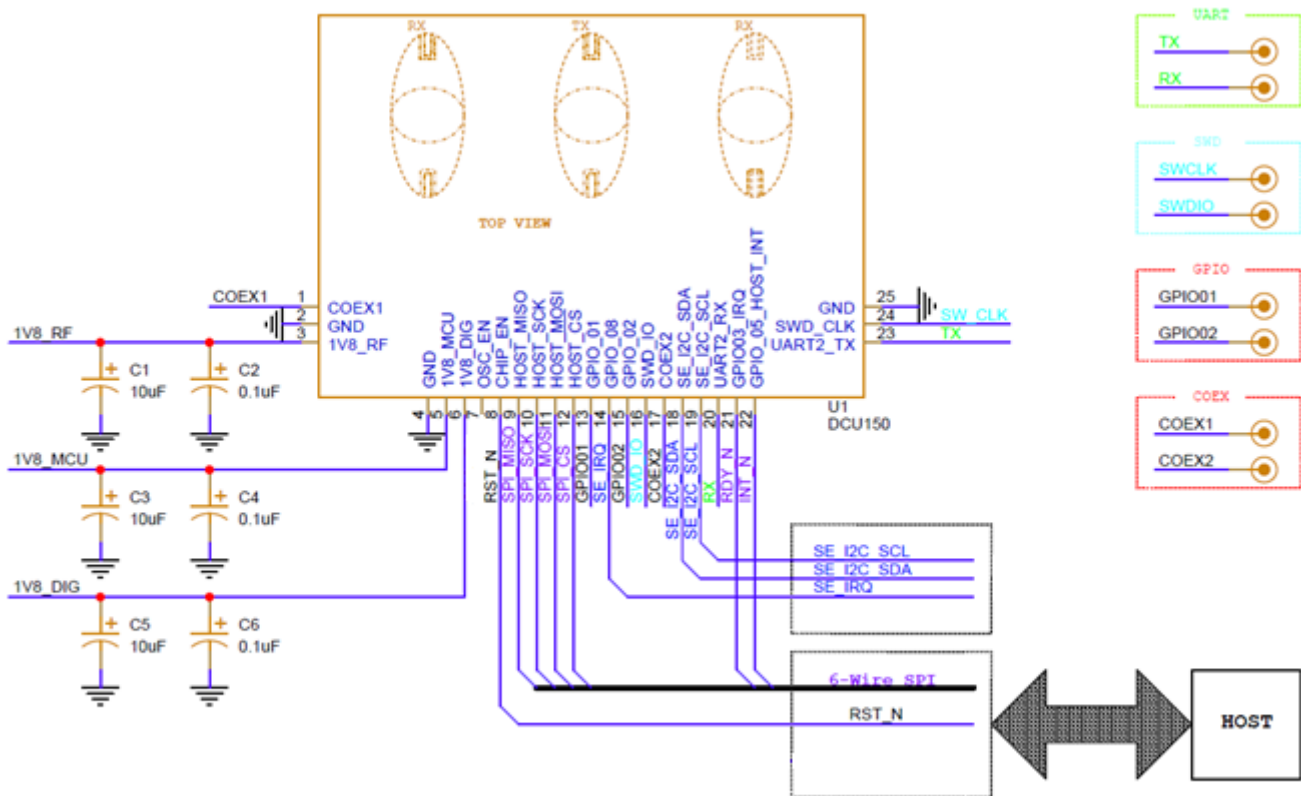 RX
TX
RX
TOP VIEW
COEX1
1
COEX1
2
GND
1V8_RF
3
1V8_RF
GND
1V8_MCU
1V8_DIG
OSC_EN
CHIP_EN
HOST_MISO
HOST_SCK
HOST_MOSI
HOST_CS
GPIO_01
GPIO_08
GPIO_02
SWD_IO
COEX2
SE_I2C_SDA
SE_I2C_SCL
UART2_RX
GPIO03_IRQ
GPIO_05_HOST_INT
GND
25
SWD_CLK
24
SW_CLK
UART2_TX
23
TX
4
5
6
7
8
9
10
11
12
13
14
15
16
17
18
19
20
21
22
U1
DCU150
RST_N
SPI_MISO
SPI_SCK
SPI_MOSI
SPI_CS
GPIO01
SE_IRQ
GPIO02
SWD_IO
COEX2
SE_I2C_SDA
SE_I2C_SCL
RX
RDY_N
INT_N
C1
10uF
C2
0.1uF
1V8_MCU
C3
10uF
C4
0.1uF
1V8_DIG
C5
10uF
C6
0.1uF
SE_I2C_SCL
SE_I2C_SDA
SE_IRQ
6-Wire SPI
RST_N
HOST
UART
TX
RX
SWD
SWCLK
SWDIO
GPIO
GPIO01
GPIO02
COEX
COEX1
COEX2